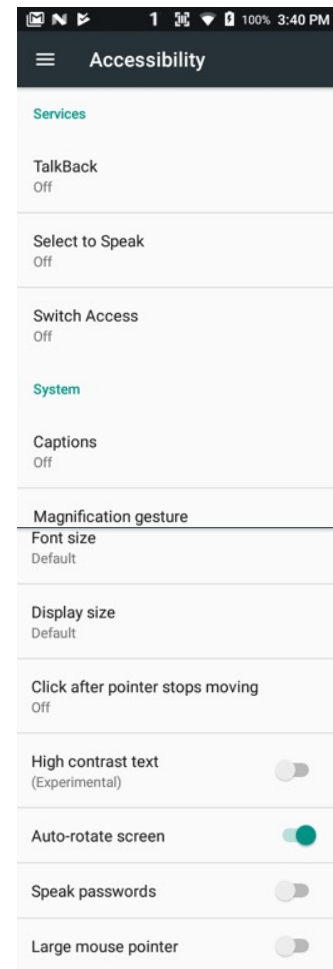 1 100% 3:40 PM
Accessibility
Services
TalkBack
Off
Select to Speak
Off
Switch Access
Off
System
Captions
Off
Magnification gesture
Font size
Default
Display size
Default
Click after pointer stops moving
Off
High contrast text
(Experimental)
Auto-rotate screen
Speak passwords
Large mouse pointer